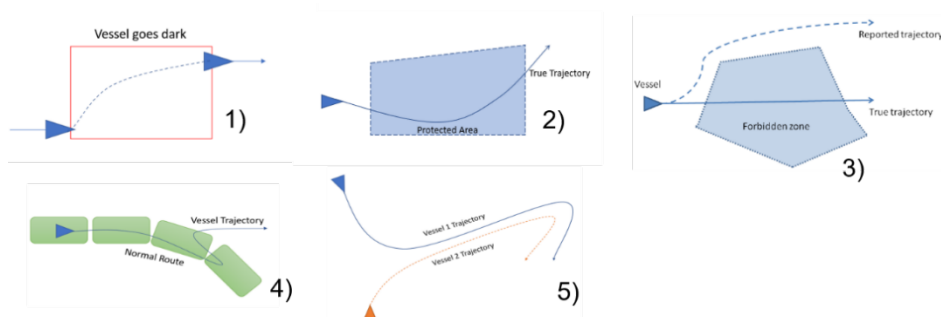 Vessel goes dark
1)
True Trajectory
Protected Area
2)
Reported trajectory
Vessel
True trajectory
Forbidden zone
3)
Vessel Trajectory
Normal Route
4)
Vessel 1 Trajectory
Vessel 2 Trajectory
5)